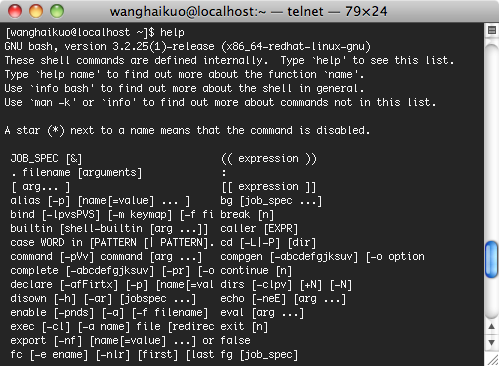 wanghaikuo@localhost:~ — telnet — 79×24
[wanghaikuo@localhost ~]$ help
GNU bash, version 3.2.25(1)-release (x86_64-redhat-linux-gnu)
These shell commands are defined internally.  Type `help' to see this list.
Type `help name' to find out more about the function `name'.
Use `info bash' to find out more about the shell in general.
Use `man -k' or `info' to find out more about commands not in this list.
A star (*) next to a name means that the command is disabled.
JOB_SPEC [&]                       (( expression ))
. filename [arguments]             :
[ arg... ]                         [[ expression ]]
alias [-p] [name[=value] ... ]     bg [job_spec ...]
bind [-lpvsPVS] [-m keymap] [-f fi break [n]
builtin [shell-builtin [arg ...]]  caller [EXPR]
case WORD in [PATTERN [| PATTERN]. cd [-L|-P] [dir]
command [-pVv] command [arg ...]   compgen [-abcdefgjksuv] [-o option
complete [-abcdefgjksuv] [-pr] [-o continue [n]
declare [-afFirtx] [-p] [name[=val dirs [-clpv] [+N] [-N]
disown [-h] [-ar] [jobspec ...]    echo [-neE] [arg ...]
enable [-pnds] [-a] [-f filename]  eval [arg ...]
exec [-cl] [-a name] file [redirec exit [n]
export [-nf] [name[=value] ...] or false
fc [-e ename] [-nlr] [first] [last fg [job_spec]